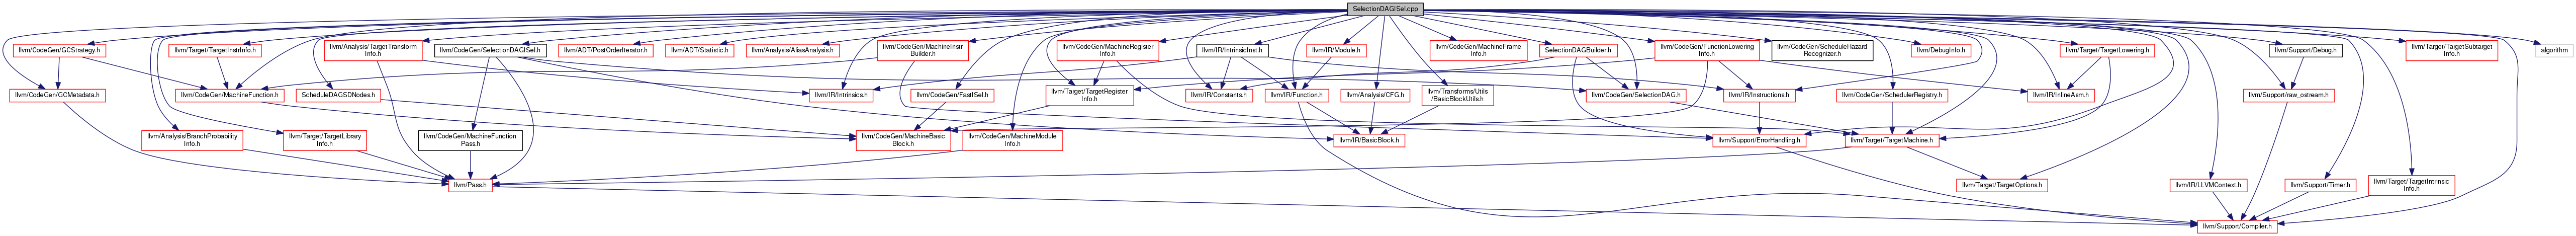 SelectionDAGISel.cpp
llvm/CodeGen/GCStrategy.h
llvm/Target/TargetInstrInfo.h
llvm/Analysis/TargetTransform
Info.h
llvm/CodeGen/SelectionDAGISel.h
llvm/ADT/PostOrderIterator.h
llvm/ADT/Statistic.h
llvm/Analysis/AliasAnalysis.h
llvm/CodeGen/MachineInstr
Builder.h
llvm/CodeGen/MachineRegister
Info.h
llvm/IR/IntrinsicInst.h
llvm/IR/Module.h
llvm/CodeGen/MachineFrame
Info.h
SelectionDAGBuilder.h
llvm/CodeGen/FunctionLowering
Info.h
llvm/CodeGen/ScheduleHazard
Recognizer.h
llvm/DebugInfo.h
llvm/Target/TargetLowering.h
llvm/Support/Debug.h
llvm/Target/TargetSubtarget
Info.h
algorithm
llvm/CodeGen/GCMetadata.h
llvm/CodeGen/MachineFunction.h
ScheduleDAGSDNodes.h
llvm/IR/Intrinsics.h
llvm/CodeGen/FastISel.h
llvm/Target/TargetRegister
Info.h
llvm/IR/Constants.h
llvm/IR/Function.h
llvm/Analysis/CFG.h
llvm/Transforms/Utils
/BasicBlockUtils.h
llvm/CodeGen/SelectionDAG.h
llvm/IR/Instructions.h
llvm/CodeGen/SchedulerRegistry.h
llvm/IR/InlineAsm.h
llvm/Support/raw_ostream.h
llvm/Analysis/BranchProbability
Info.h
llvm/Target/TargetLibrary
Info.h
llvm/CodeGen/MachineFunction
Pass.h
llvm/CodeGen/MachineBasic
Block.h
llvm/CodeGen/MachineModule
Info.h
llvm/IR/BasicBlock.h
llvm/Support/ErrorHandling.h
llvm/Target/TargetMachine.h
llvm/Pass.h
llvm/Target/TargetOptions.h
llvm/IR/LLVMContext.h
llvm/Support/Timer.h
llvm/Target/TargetIntrinsic
Info.h
llvm/Support/Compiler.h